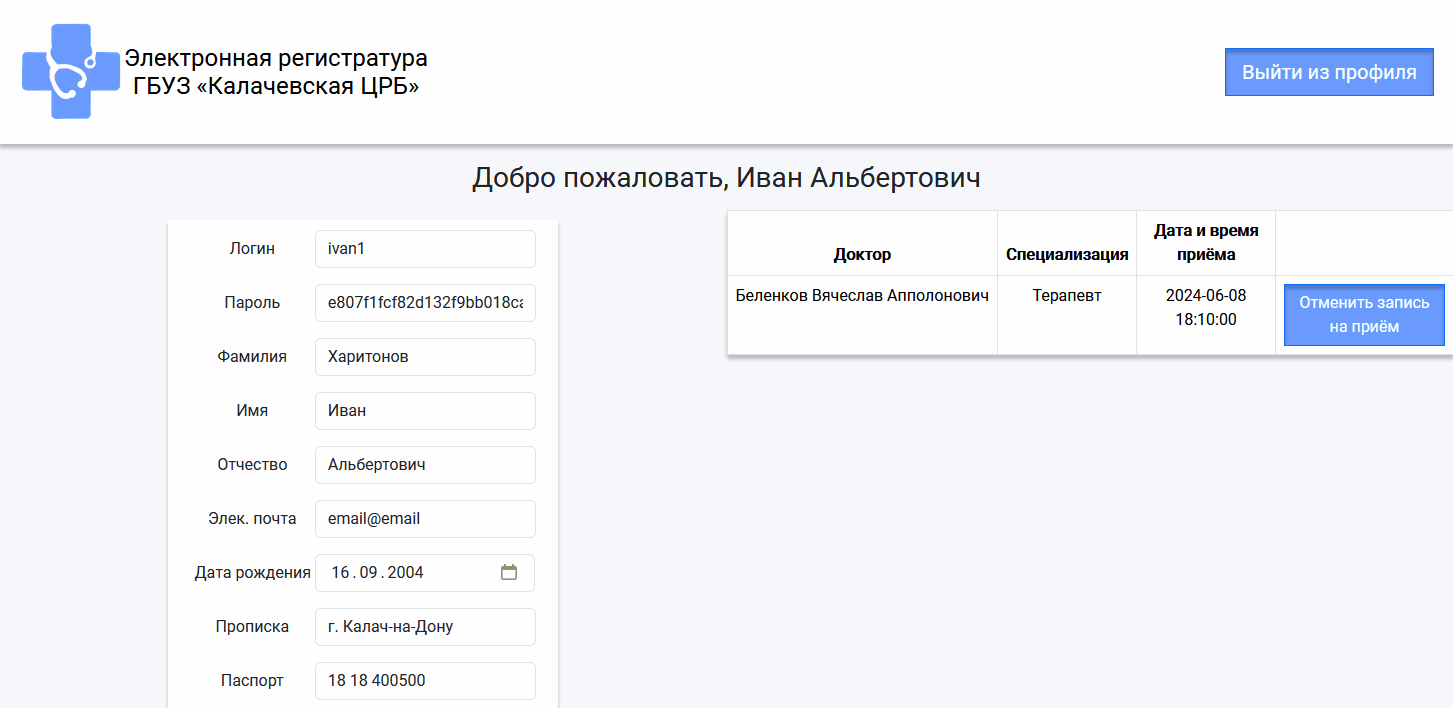 Электронная регистратура
ГБУЗ «Калачевская ЦРБ»
Выйти из профиля
Добро пожаловать, Иван Альбертович
Логин ivan1
Пароль e807f1fcf82d132f9bb018ca
Фамилия Харитонов
Имя Иван
Отчество Альбертович
Элек. почта email@email
Дата рождения 16.09.2004
Прописка г. Калач-на-Дону
Паспорт 18 18 400500
Доктор Специализация Дата и время
приёма
Беленков Вячеслав Апполонович Терапевт 2024-06-08
18:10:00
Отменить запись
на приём